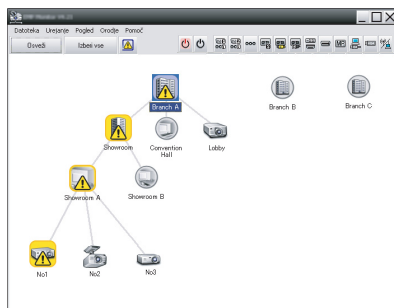 Datoteka Urejanje Pogled Orodje Pomoč
Osveži Izberi vse
Branch A
Branch B
Branch C
Showroom
Convention Hall
Lobby
Showroom A
Showroom B
No1
No2
No3